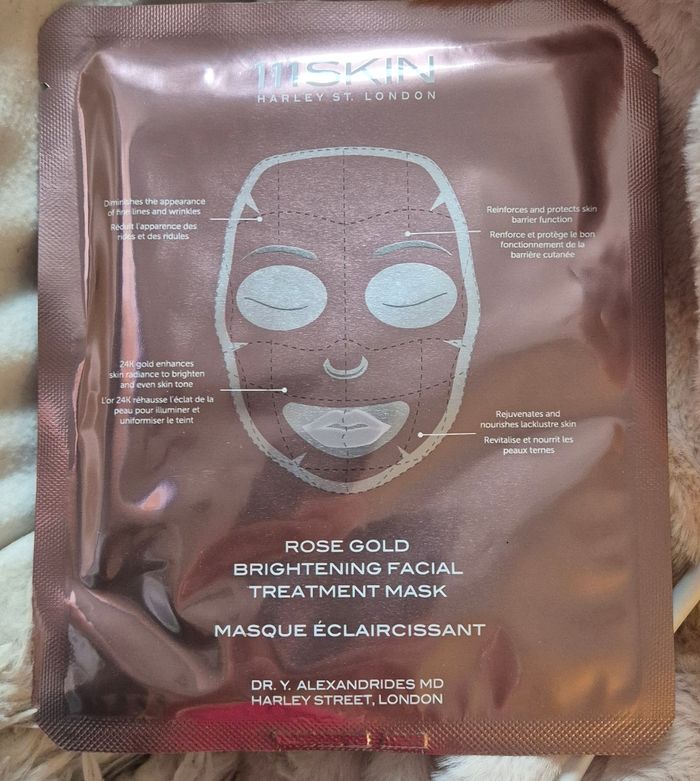 111SKIN
HARLEY ST. LONDON
Diminishes the appearance
of fine lines and wrinkles
Réduit l'apparence des
rides et des ridules
Reinforces and protects skin
barrier function
Renforce et protège le bon
fonctionnement de la
barrière cutanée
24K gold enhances
skin radiance to brighten
and even skin tone
L'or 24K réhausse l'éclat de la
peau pour illuminer et
uniformiser le teint
Rejuvenates and
nourishes lacklustre skin
Revitalise et nourrit les
peaux ternes
ROSE GOLD
BRIGHTENING FACIAL
TREATMENT MASK
MASQUE ÉCLAIRCISSANT
DR. Y. ALEXANDRIDES MD
HARLEY STREET, LONDON